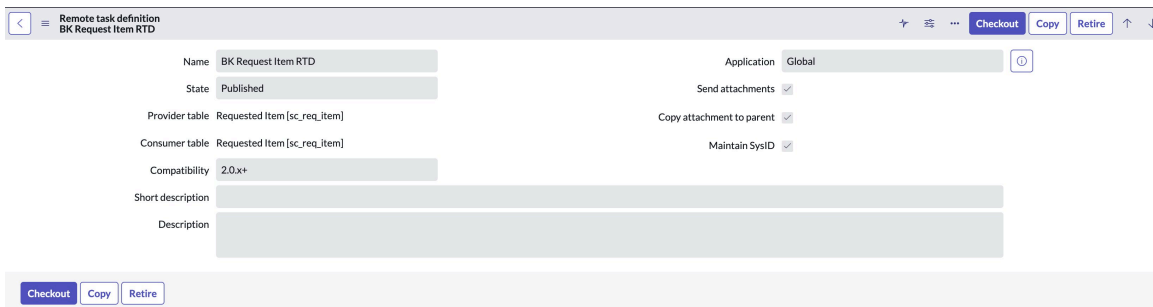 Remote task definition
BK Request Item RTD
Checkout Copy Retire
Name BK Request Item RTD
Application Global
State Published
Send attachments
Provider table Requested Item [sc_req_item]
Copy attachment to parent
Consumer table Requested Item [sc_req_item]
Maintain SysID
Compatibility 2.0.x+
Short description
Description
Checkout Copy Retire